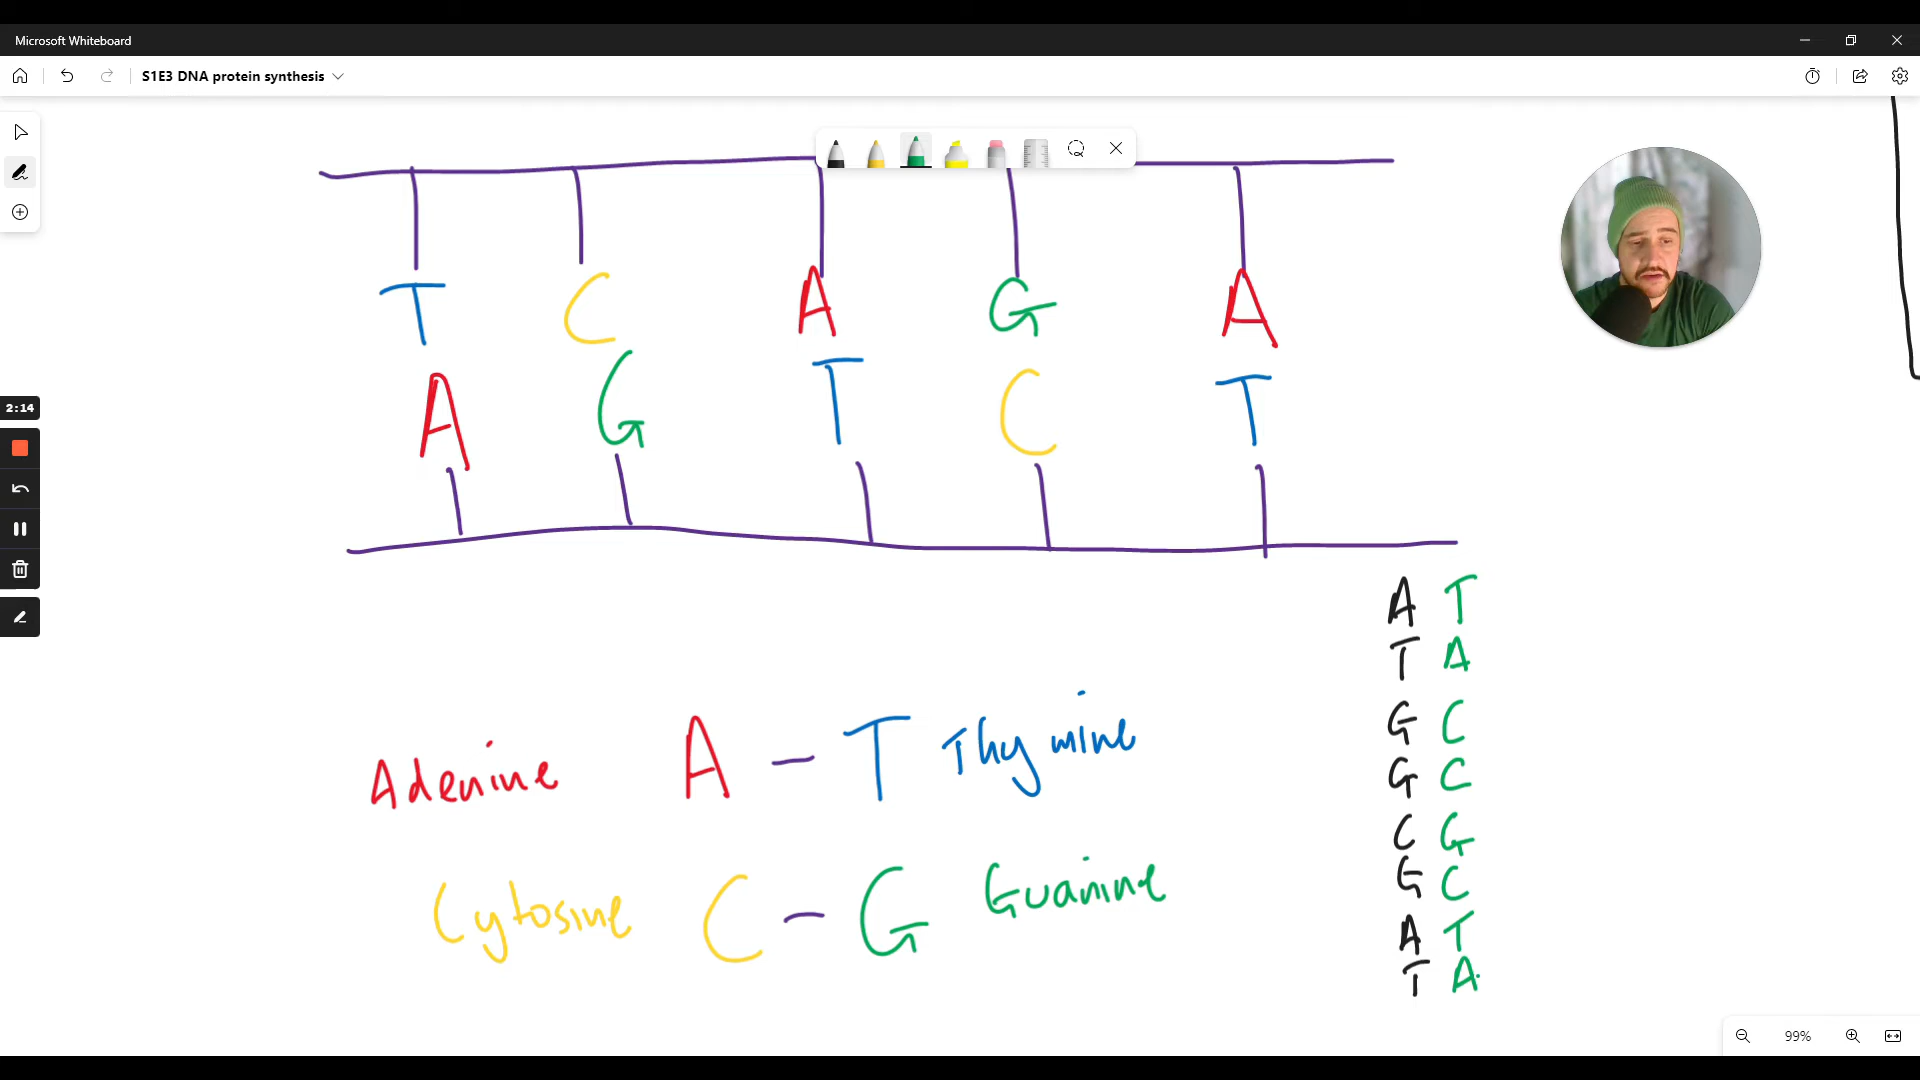 Microsoft Whiteboard
S1E3 DNA protein synthesis
T C A G A
A G T C T
2:14
A T
T A
G C
G C
C G
G C
A T
T A
Adenine A - T Thymine
Cytosine C - G Guanine
99%